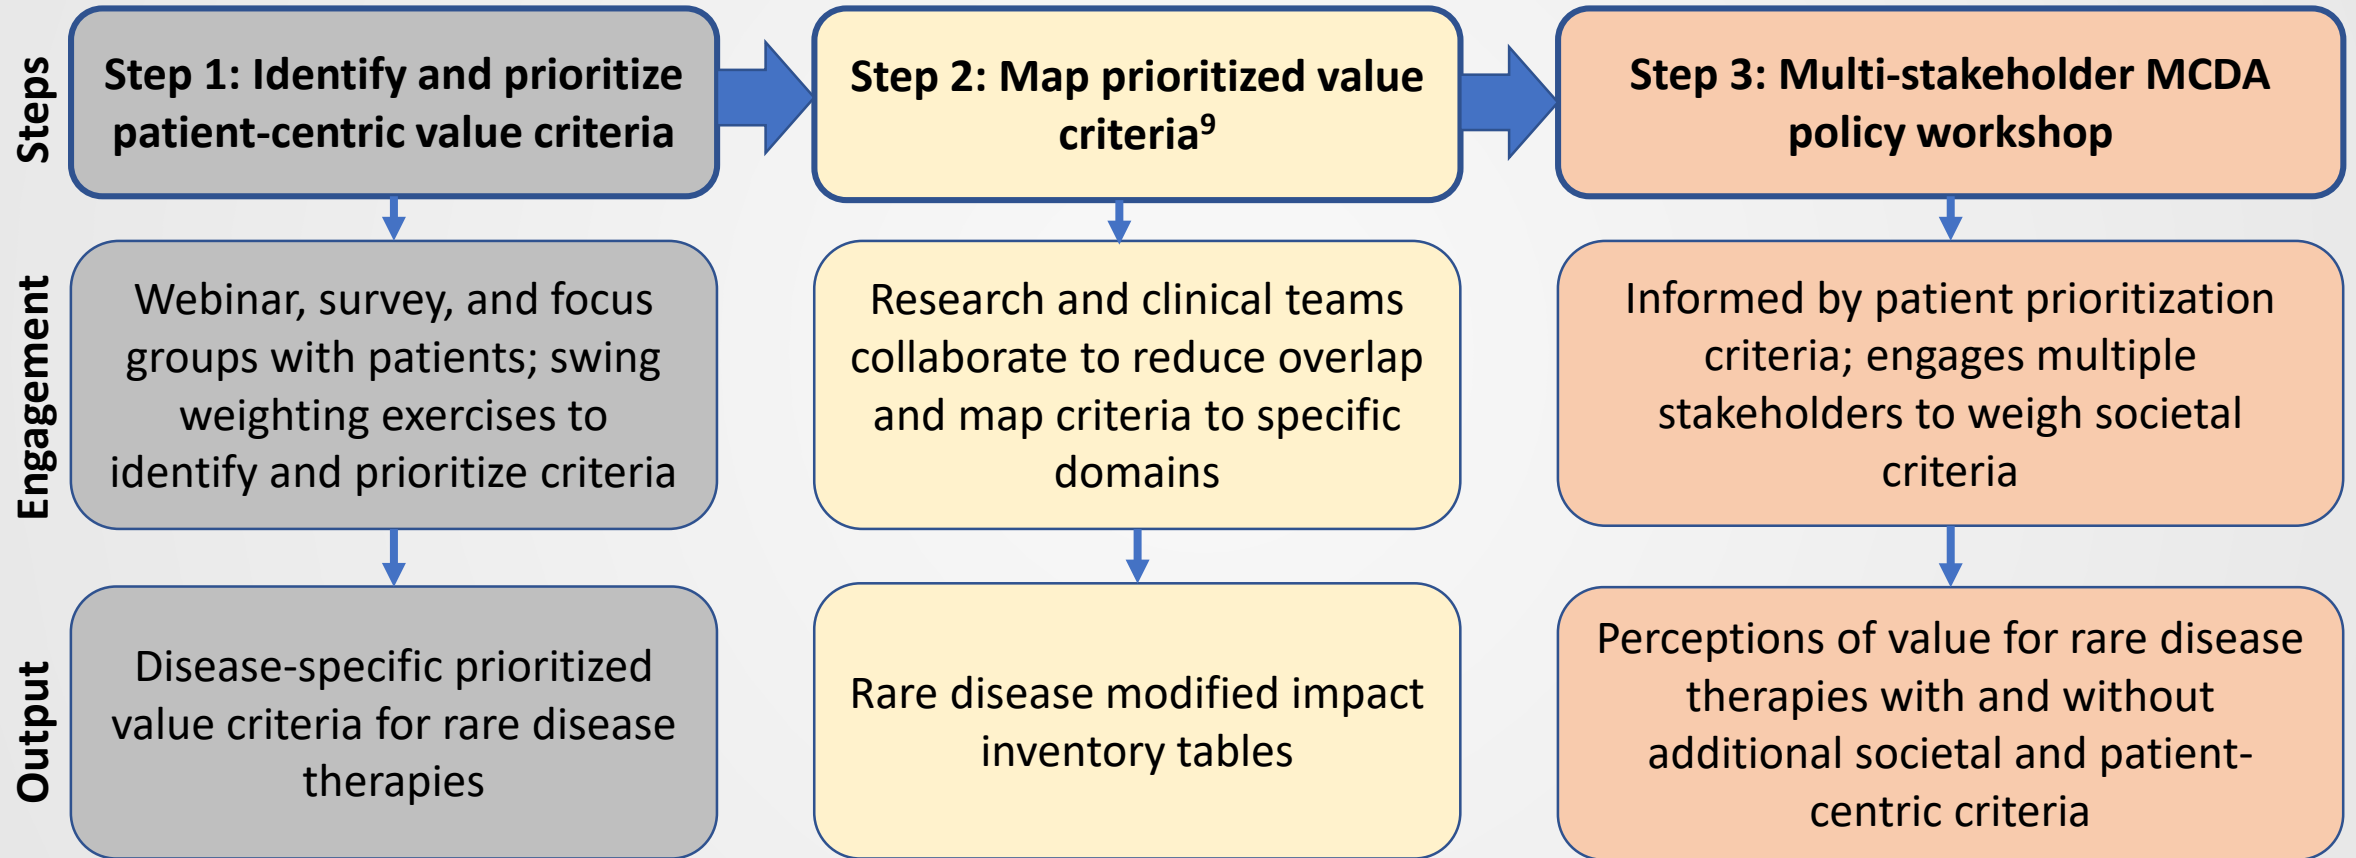 Steps
Step 1: Identify and prioritize
patient-centric value criteria
Step 2: Map prioritized value
criteria⁹
Step 3: Multi-stakeholder MCDA
policy workshop
Engagement
Webinar, survey, and focus
groups with patients; swing
weighting exercises to
identify and prioritize criteria
Research and clinical teams
collaborate to reduce overlap
and map criteria to specific
domains
Informed by patient prioritization
criteria; engages multiple
stakeholders to weigh societal
criteria
Output
Disease-specific prioritized
value criteria for rare disease
therapies
Rare disease modified impact
inventory tables
Perceptions of value for rare disease
therapies with and without
additional societal and patient-
centric criteria